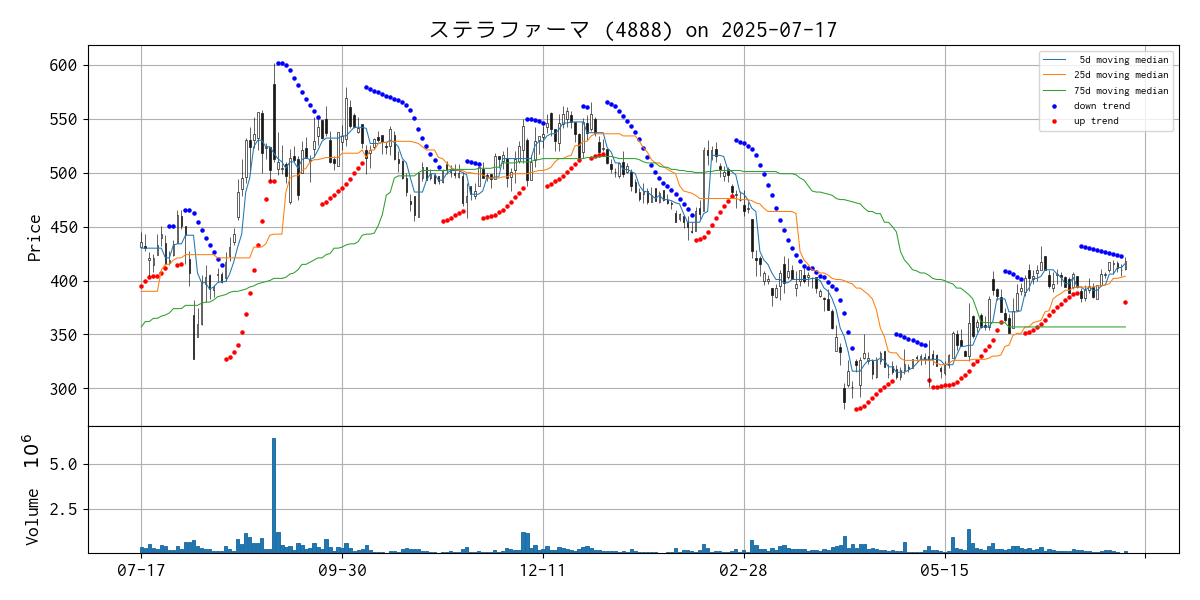 ステラファーマ (4888) on 2025-07-17
600
550
500
450
400
350
300
Price
5d moving median
25d moving median
75d moving median
down trend
up trend
5.0
2.5
Volume 10^6
07-17
09-30
12-11
02-28
05-15